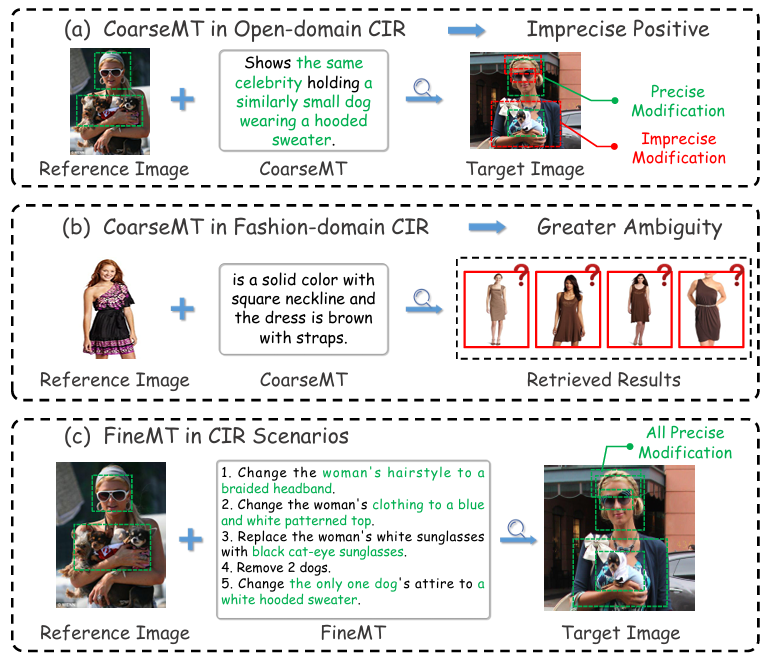 (a) CoarseMT in Open-domain CIR
Imprecise Positive
Shows the same
celebrity holding a
similarly small dog
wearing a hooded
sweater.
Precise
Modification
Imprecise
Modification
Reference Image
CoarseMT
Target Image
(b) CoarseMT in Fashion-domain CIR
Greater Ambiguity
is a solid color with
square neckline and
the dress is brown
with straps.
? ? ? ?
Reference Image
CoarseMT
Retrieved Results
(c) FineMT in CIR Scenarios
All Precise
Modification
1. Change the woman's hairstyle to a
braided headband.
2. Change the woman's clothing to a blue
and white patterned top.
3. Replace the woman's white sunglasses
with black cat-eye sunglasses.
4. Remove 2 dogs.
5. Change the only one dog's attire to a
white hooded sweater.
Reference Image
FineMT
Target Image